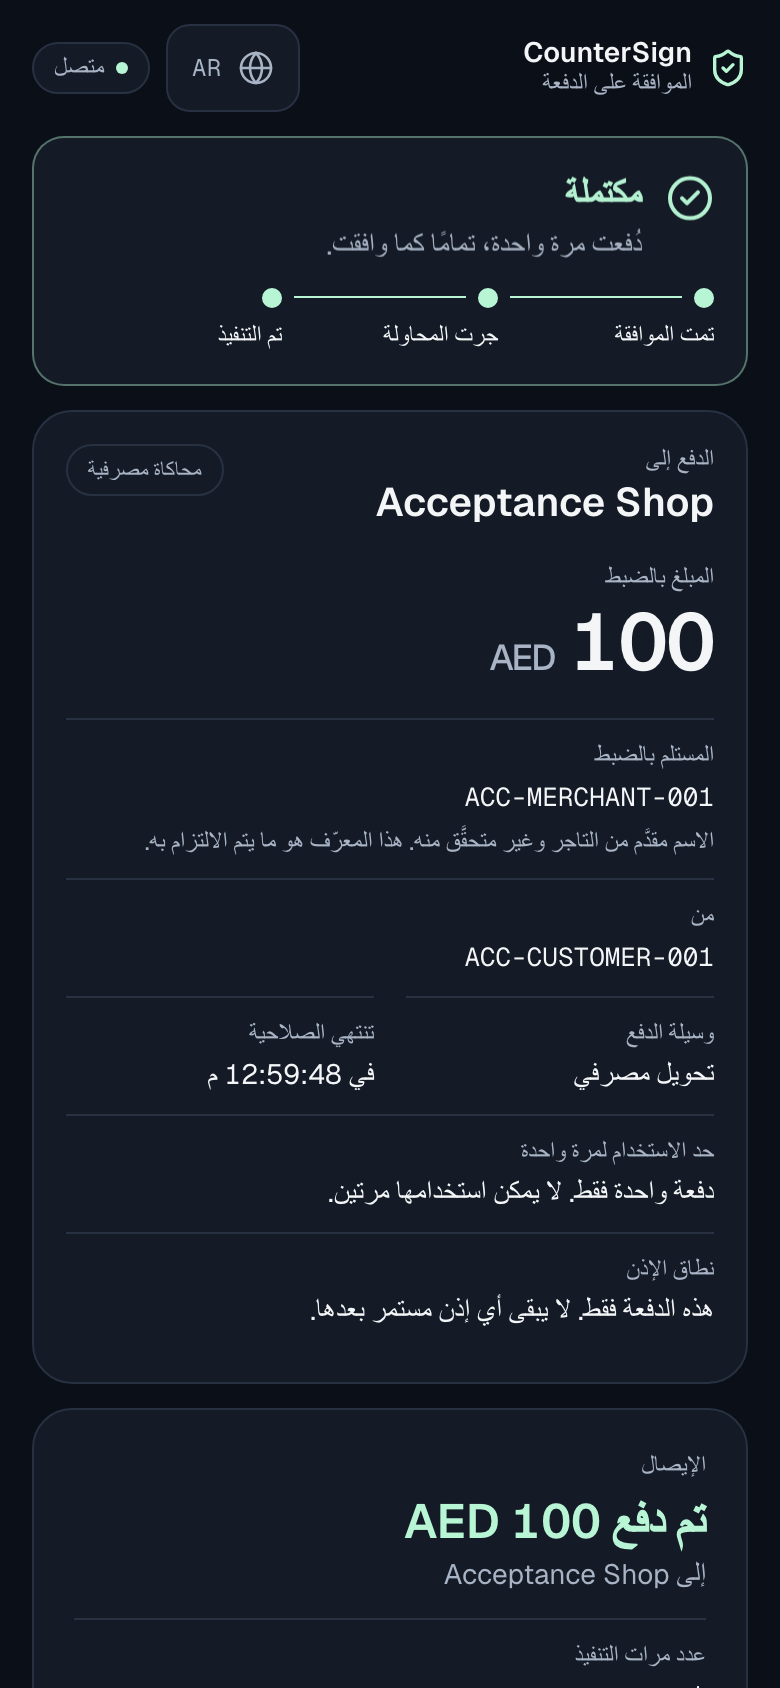 CounterSign
الموافقة على الدفعة
AR
متصل
مكتملة
دُفعت مرة واحدة، تمامًا كما وافقت.
تمت الموافقة
جرت المحاولة
تم التنفيذ
الدفع إلى
محاكاة مصرفية
Acceptance Shop
المبلغ بالضبط
100 AED
المستلم بالضبط
ACC-MERCHANT-001
الاسم مقدَّم من التاجر وغير متحقَّق منه. هذا المعرّف هو ما يتم الالتزام به.
من
ACC-CUSTOMER-001
وسيلة الدفع
تحويل مصرفي
تنتهي الصلاحية
في 12:59:48 م
حد الاستخدام لمرة واحدة
دفعة واحدة فقط. لا يمكن استخدامها مرتين.
نطاق الإذن
هذه الدفعة فقط. لا يبقى أي إذن مستمر بعدها.
الإيصال
تم دفع AED 100
إلى Acceptance Shop
عدد مرات التنفيذ